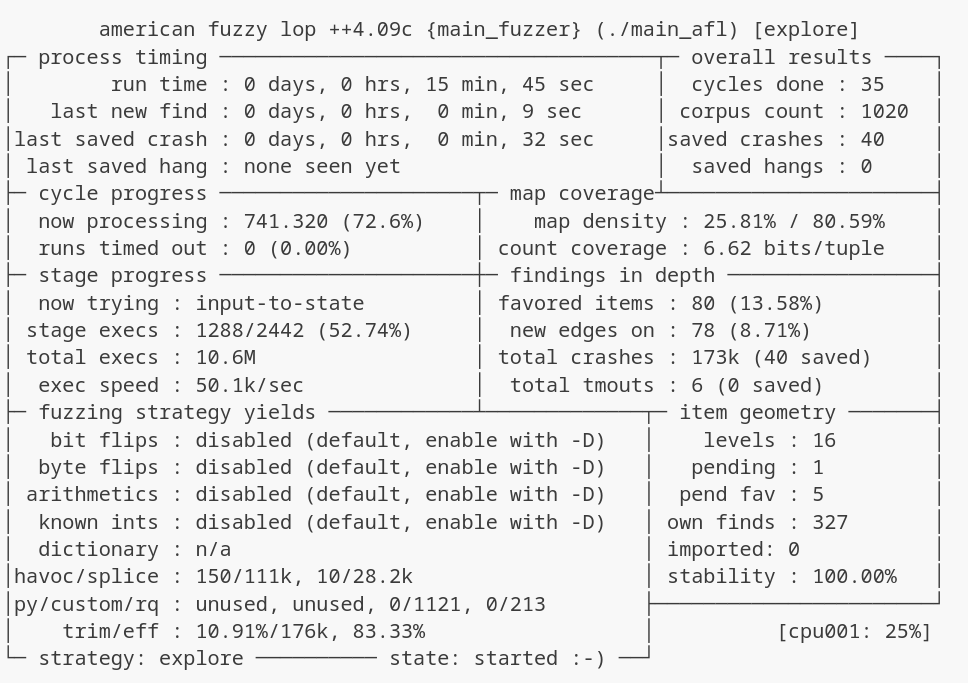 american fuzzy lop ++4.09c {main_fuzzer} (./main_afl) [explore]
┌─ process timing ────────────────────────────────────┬─ overall results ────┐
│        run time : 0 days, 0 hrs, 15 min, 45 sec     │  cycles done : 35    │
│   last new find : 0 days, 0 hrs,  0 min, 9 sec      │ corpus count : 1020  │
│last saved crash : 0 days, 0 hrs,  0 min, 32 sec     │saved crashes : 40    │
│ last saved hang : none seen yet                     │  saved hangs : 0     │
├─ cycle progress ─────────────────────┬─ map coverage┴──────────────────────┤
│  now processing : 741.320 (72.6%)    │    map density : 25.81% / 80.59%    │
│  runs timed out : 0 (0.00%)          │ count coverage : 6.62 bits/tuple    │
├─ stage progress ─────────────────────┼─ findings in depth ─────────────────┤
│  now trying : input-to-state         │ favored items : 80 (13.58%)         │
│ stage execs : 1288/2442 (52.74%)     │  new edges on : 78 (8.71%)          │
│ total execs : 10.6M                  │ total crashes : 173k (40 saved)     │
│  exec speed : 50.1k/sec              │  total tmouts : 6 (0 saved)         │
├─ fuzzing strategy yields ────────────┴─────────────┬─ item geometry ───────┤
│   bit flips : disabled (default, enable with -D)   │    levels : 16        │
│  byte flips : disabled (default, enable with -D)   │   pending : 1         │
│ arithmetics : disabled (default, enable with -D)   │  pend fav : 5         │
│  known ints : disabled (default, enable with -D)   │ own finds : 327       │
│  dictionary : n/a                                  │ imported: 0           │
│havoc/splice : 150/111k, 10/28.2k                   │ stability : 100.00%   │
│py/custom/rq : unused, unused, 0/1121, 0/213        ├───────────────────────┘
│    trim/eff : 10.91%/176k, 83.33%                  │          [cpu001: 25%]
└─ strategy: explore ────────── state: started :-) ──┘